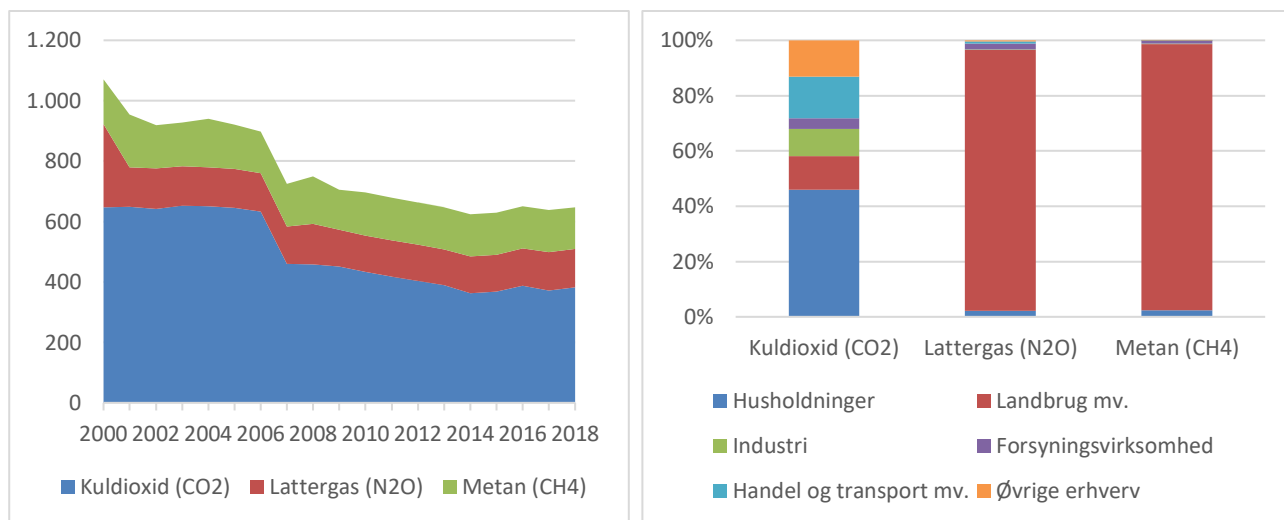 1.200
1.000
800
600
400
200
0
2000 2002 2004 2006 2008 2010 2012 2014 2016 2018
Kuldioxid (CO2) Lattergas (N2O) Metan (CH4)
100%
80%
60%
40%
20%
0%
Kuldioxid (CO2) Lattergas (N2O) Metan (CH4)
Husholdninger Landbrug mv.
Industri Forsyningsvirksomhed
Handel og transport mv. Øvrige erhverv